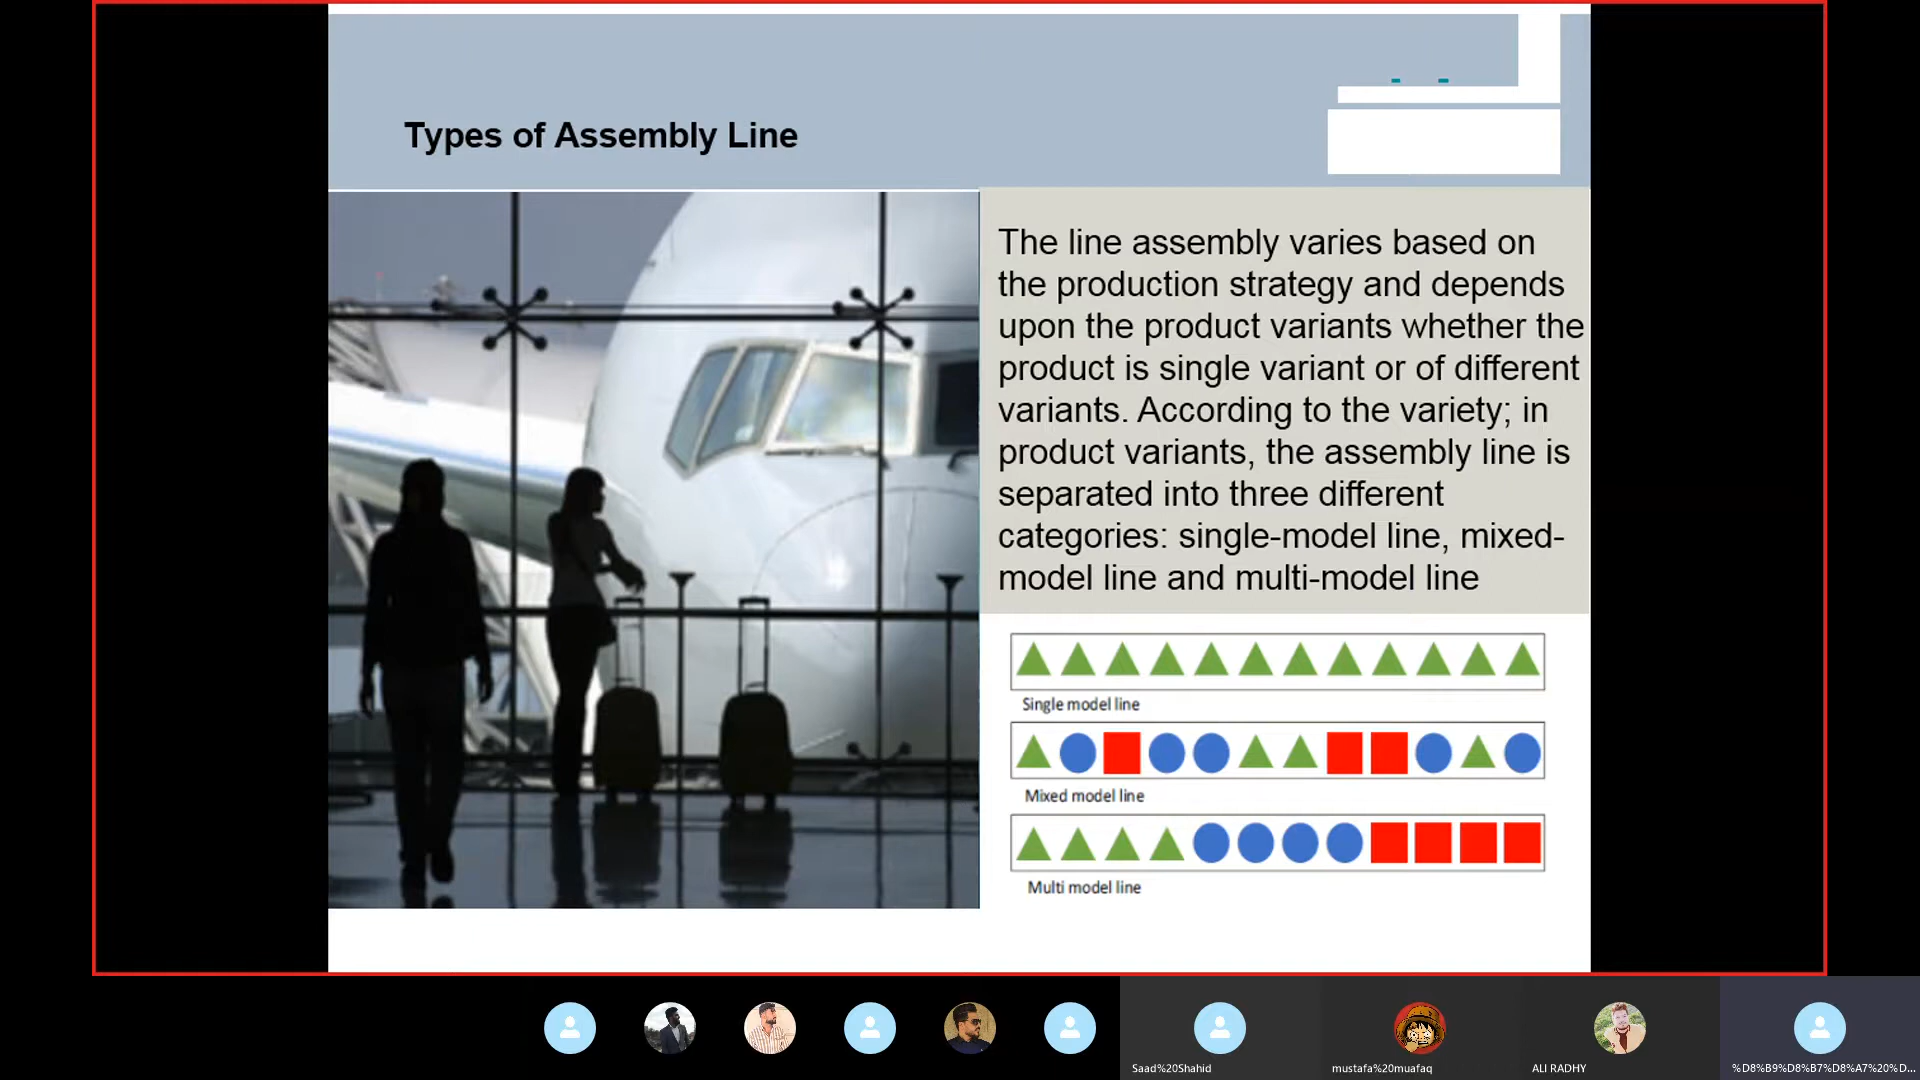 Types of Assembly Line
The line assembly varies based on
the production strategy and depends
upon the product variants whether the
product is single variant or of different
variants. According to the variety; in
product variants, the assembly line is
separated into three different
categories: single-model line, mixed-
model line and multi-model line
Single model line
Mixed model line
Multi model line
Saad%20Shahid
mustafa%20muafaq
ALI RADHY
%D8%B9%D8%B7%D8%A7%20%D...